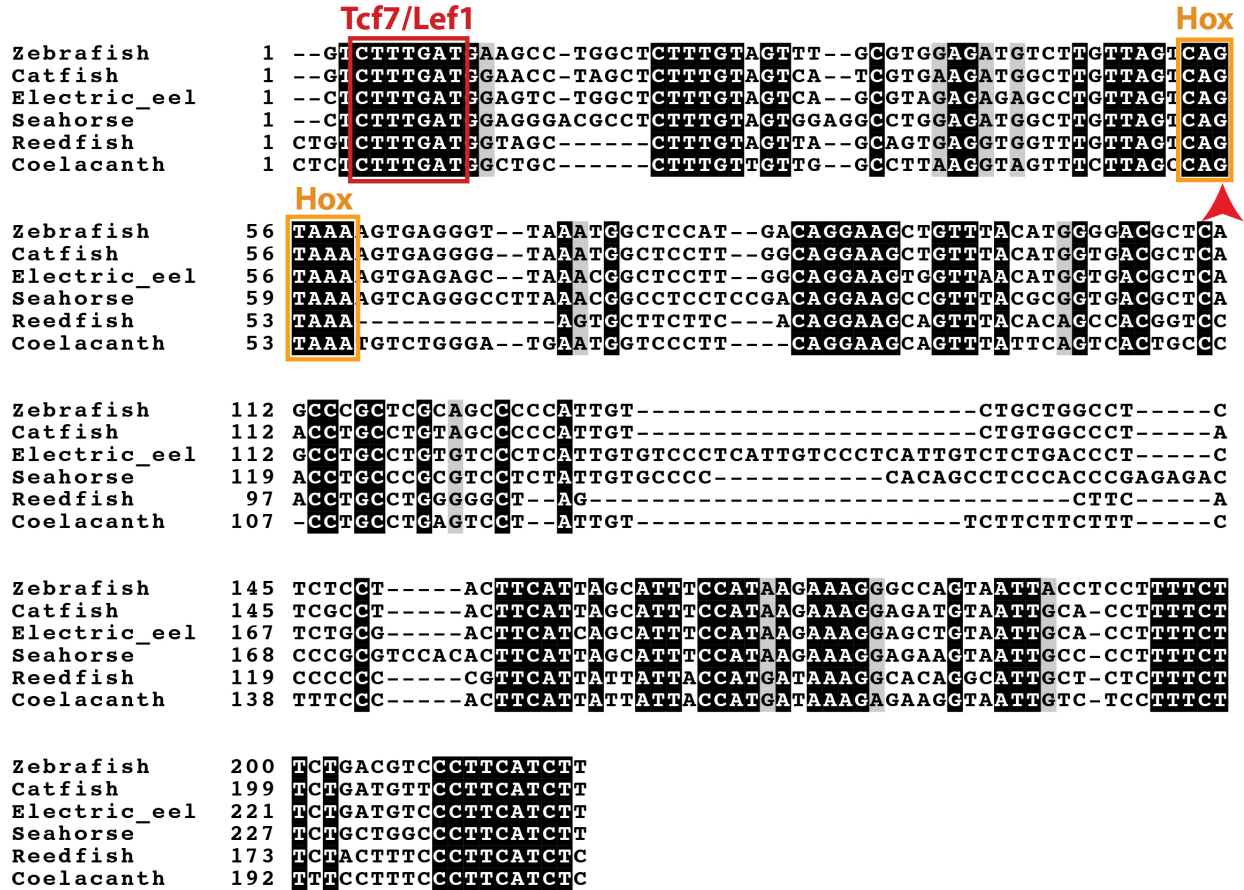 Tcf7/Lef1 Hox
Zebrafish 1 --GTCTTTGATGAAGCC-TGGCTCTTTGTAGTTT--GCGTGGAGATGTCTTGTTAGTCAG
Catfish 1 --GTCTTTGATGGAACC-TAGCTCTTTGTAGTCA--TCGTGAAGATGGCTTGTTAGTCAG
Electric_eel 1 --CTCTTTGATGGAGTC-TGGCTCTTTGTAGTCA--GCGTAGAGAGAGCCTGTTAGTCAG
Seahorse 1 --CTCTTTGATGGAGGGACGCCTCTTTGTAGTGGAGGCCTGGAGATGGCTTGTTAGTCAG
Reedfish 1 CTGTCTTTGATGGTAGC------CTTTGTAGTTA--GCAGTGAGGTGGTTTGTTAGTCAG
Coelacanth 1 CTCTCTTTGATGGCTGC------CTTTGTTGTTG--GCCTTAAGGTAGTTTCTTAGCCAG
Hox
Zebrafish 56 TAAAAGTGAGGGT--TAAATGGCTCCAT--GACAGGAAGCTGTTTACATGGGGACGCTCA
Catfish 56 TAAAAGTGAGGGG--TAAATGGCTCCTT--GGCAGGAAGCTGTTTACATGGTGACGCTCA
Electric_eel 56 TAAAAGTGAGAGC--TAAACGGCTCCTT--GGCAGGAAGTGGTTAACATGGTGACGCTCA
Seahorse 59 TAAAAGTCAGGGCCTTAAACGGCCTCCTCCGACAGGAAGCCGTTTACGCGGTGACGCTCA
Reedfish 53 TAAA-------------AGTGCTTCTTC---ACAGGAAGCAGTTTACACAGCCACGGTCC
Coelacanth 53 TAAATGTCTGGGA--TGAATGGTCCCTT----CAGGAAGCAGTTTATTCAGTCACTGCCC
Zebrafish 112 GCCCGCTCGCAGCCCCCATTGT----------------------CTGCTGGCCT-----C
Catfish 112 ACCTGCCTGTAGCCCCCATTGT----------------------CTGTGGCCCT-----A
Electric_eel 112 GCCTGCCTGTGTCCCTCATTGTGTCCCTCATTGTCCCTCATTGTCTCTGACCCT-----C
Seahorse 119 ACCTGCCCGCGTCCTCTATTGTGCCCC-----------CACAGCCTCCCACCCGAGAGAC
Reedfish 97 ACCTGCCTGGGGGCT--AG-------------------------------CTTC-----A
Coelacanth 107 -CCTGCCTGAGTCCT--ATTGT---------------------TCTTCTTCTTT-----C
Zebrafish 145 TCTCCT-----ACTTCATTAGCATTTCCATAAGAAAGGGCCAGTAATTACCTCCTTTTCT
Catfish 145 TCGCCT-----ACTTCATTAGCATTTCCATAAGAAAGGAGATGTAATTGCA-CCTTTTCT
Electric_eel 167 TCTGCG-----ACTTCATCAGCATTTCCATAAGAAAGGAGCTGTAATTGCA-CCTTTTCT
Seahorse 168 CCCGCGTCCACACTTCATTAGCATTTCCATAAGAAAGGAGAAGTAATTGCC-CCTTTTCT
Reedfish 119 CCCCCC-----CGTTCATTATTATTACCATGATAAAGGCACAGGCATTGCT-CTCTTTCT
Coelacanth 138 TTTCCC-----ACTTCATTATTATTACCATGATAAAGAGAAGGTAATTGTC-TCCTTTCT
Zebrafish 200 TCTGACGTCCCTTCATCTT
Catfish 199 TCTGATGTTCCTTCATCTT
Electric_eel 221 TCTGATGTCCCTTCATCTT
Seahorse 227 TCTGCTGGCCCTTCATCTT
Reedfish 173 TCTACTTTCCCTTCATCTC
Coelacanth 192 TTTCCTTTCCCTTCATCTC